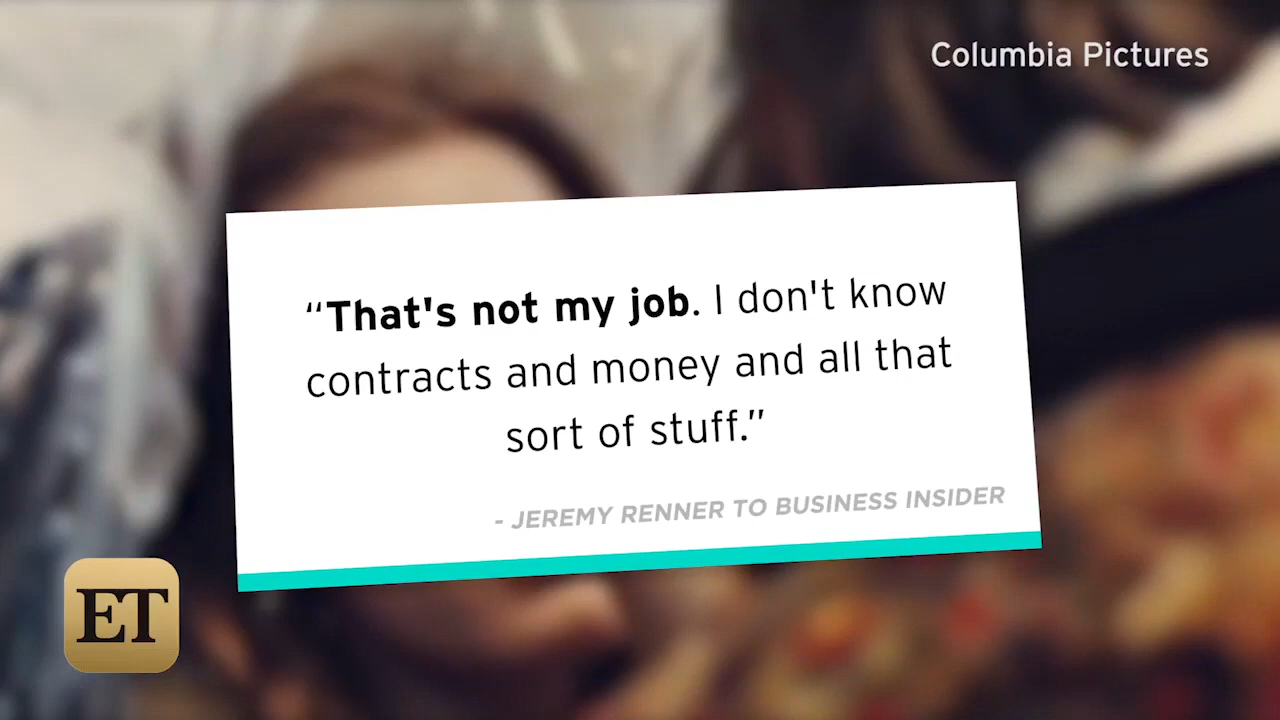 Columbia Pictures
“That's not my job. I don't know
contracts and money and all that
sort of stuff.”
- JEREMY RENNER TO BUSINESS INSIDER
ET